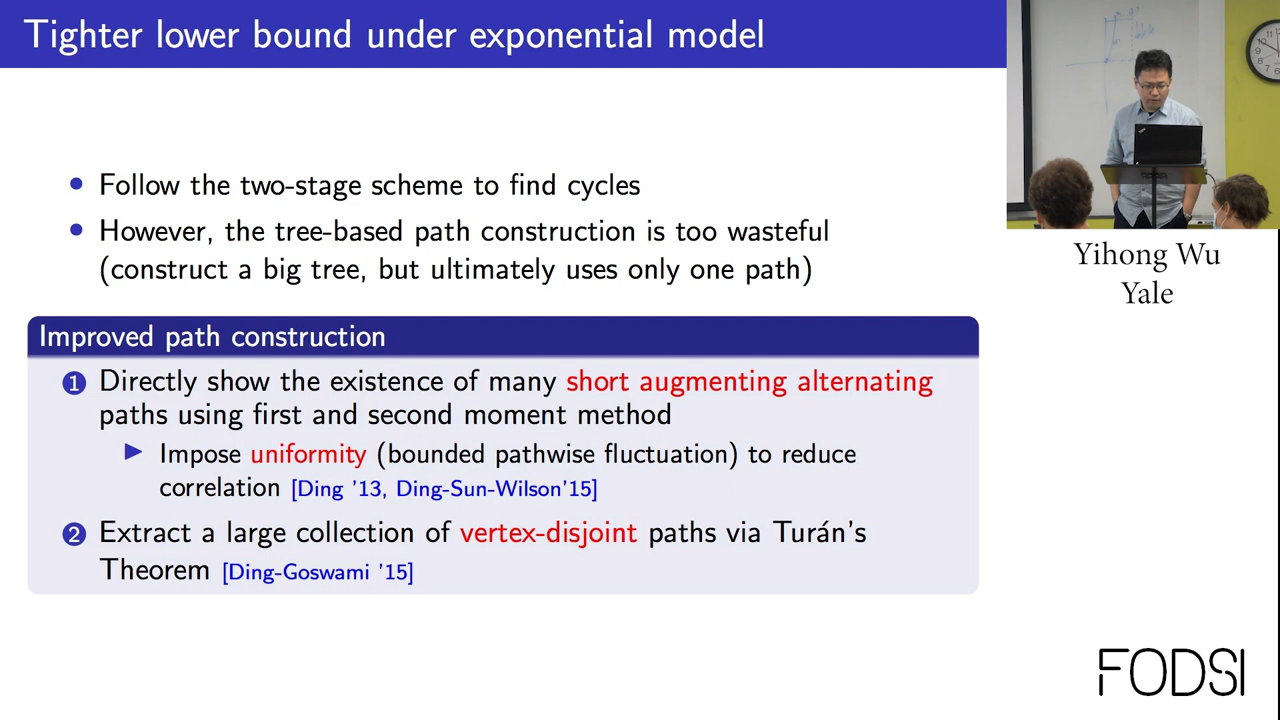 Tighter lower bound under exponential model
Follow the two-stage scheme to find cycles
However, the tree-based path construction is too wasteful
(construct a big tree, but ultimately uses only one path)
Improved path construction
1 Directly show the existence of many short augmenting alternating
paths using first and second moment method
Impose uniformity (bounded pathwise fluctuation) to reduce
correlation [Ding '13, Ding-Sun-Wilson'15]
2 Extract a large collection of vertex-disjoint paths via Turán's
Theorem [Ding-Goswami '15]
Yihong Wu
Yale
FODSI